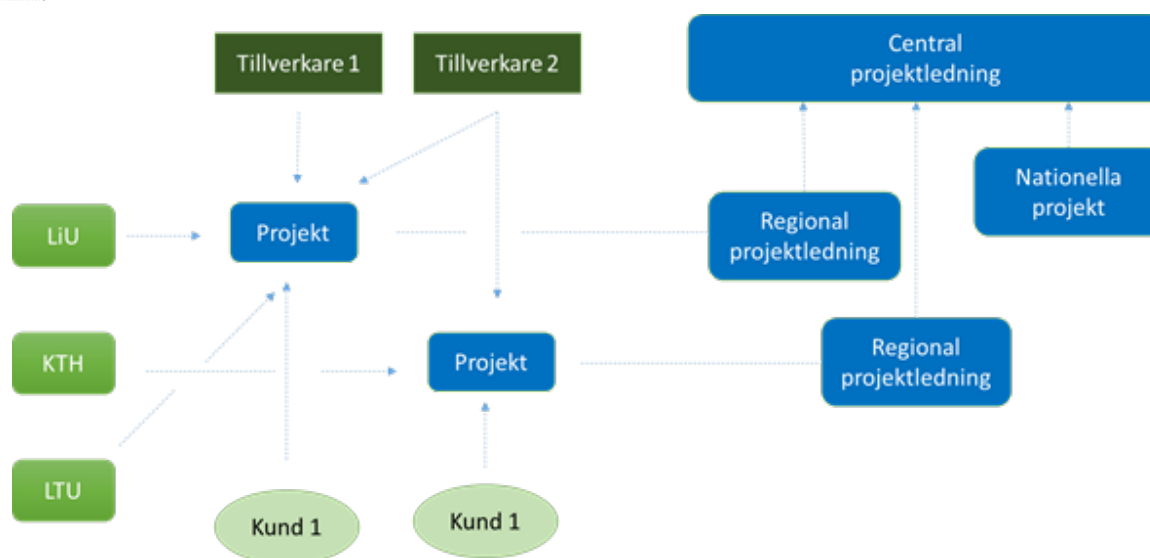 Tillverkare 1
Tillverkare 2
Central
projektledning
Nationella
projekt
LiU
Projekt
Regional
projektledning
KTH
Projekt
Regional
projektledning
LTU
Kund 1
Kund 1